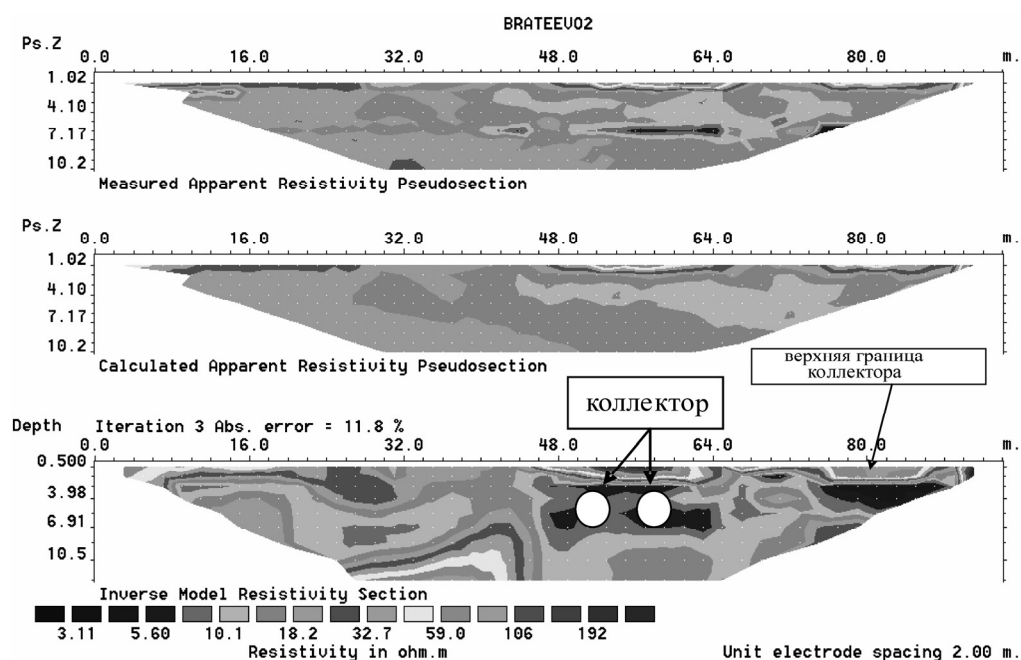 BRATEEVO2
Ps.Z
0.0 16.0 32.0 48.0 64.0 80.0 m.
1.02
4.10
7.17
10.2
Measured Apparent Resistivity Pseudosection
Ps.Z
0.0 16.0 32.0 48.0 64.0 80.0 m.
1.02
4.10
7.17
10.2
Calculated Apparent Resistivity Pseudosection
верхняя граница
коллектора
коллектор
Depth Iteration 3 Abs. error = 11.8 %
0.0 16.0 32.0 48.0 64.0 80.0 m.
0.500
3.98
6.91
10.5
Inverse Model Resistivity Section
3.11 5.60 10.1 18.2 32.7 59.0 106 192
Resistivity in ohm.m
Unit electrode spacing 2.00 m.